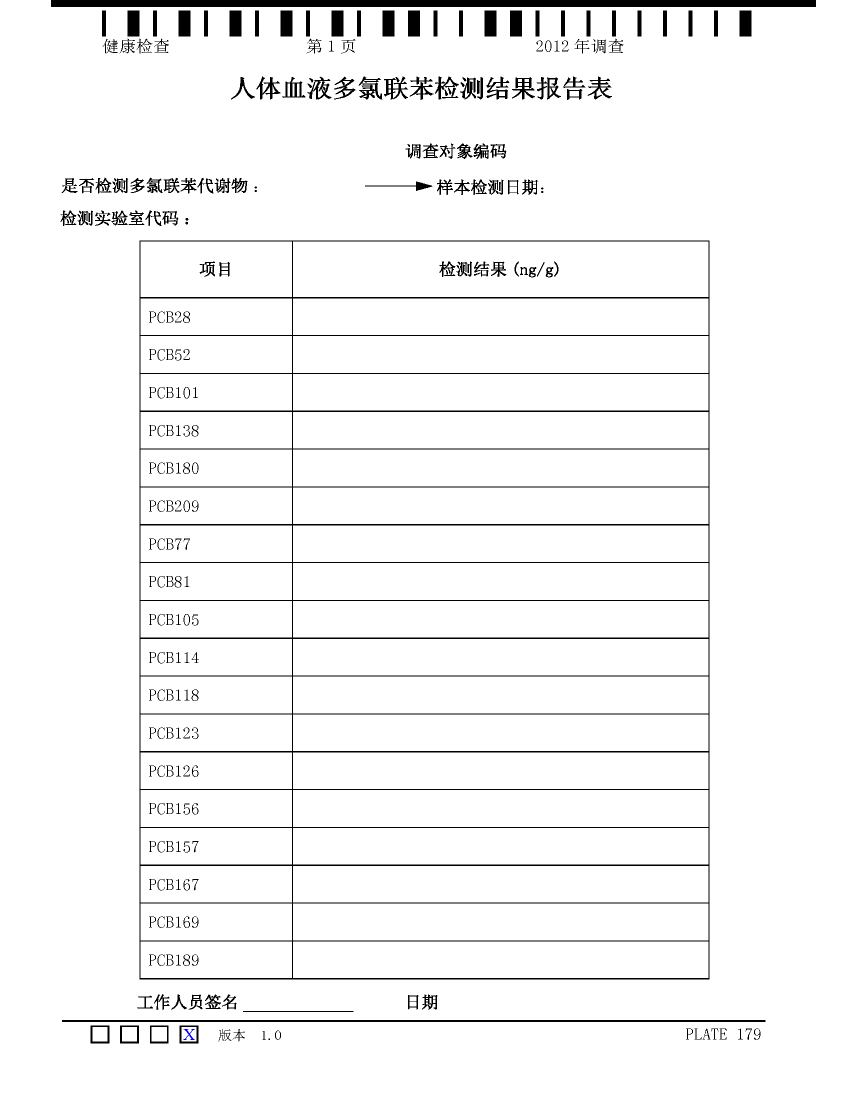 健康检查 第 1 页 2012 年调查
人体血液多氯联苯检测结果报告表
调查对象编码
是否检测多氯联苯代谢物： 样本检测日期：
检测实验室代码：
项目 检测结果 (ng/g)
PCB28
PCB52
PCB101
PCB138
PCB180
PCB209
PCB77
PCB81
PCB105
PCB114
PCB118
PCB123
PCB126
PCB156
PCB157
PCB167
PCB169
PCB189
工作人员签名 日期
X 版本 1.0 PLATE 179